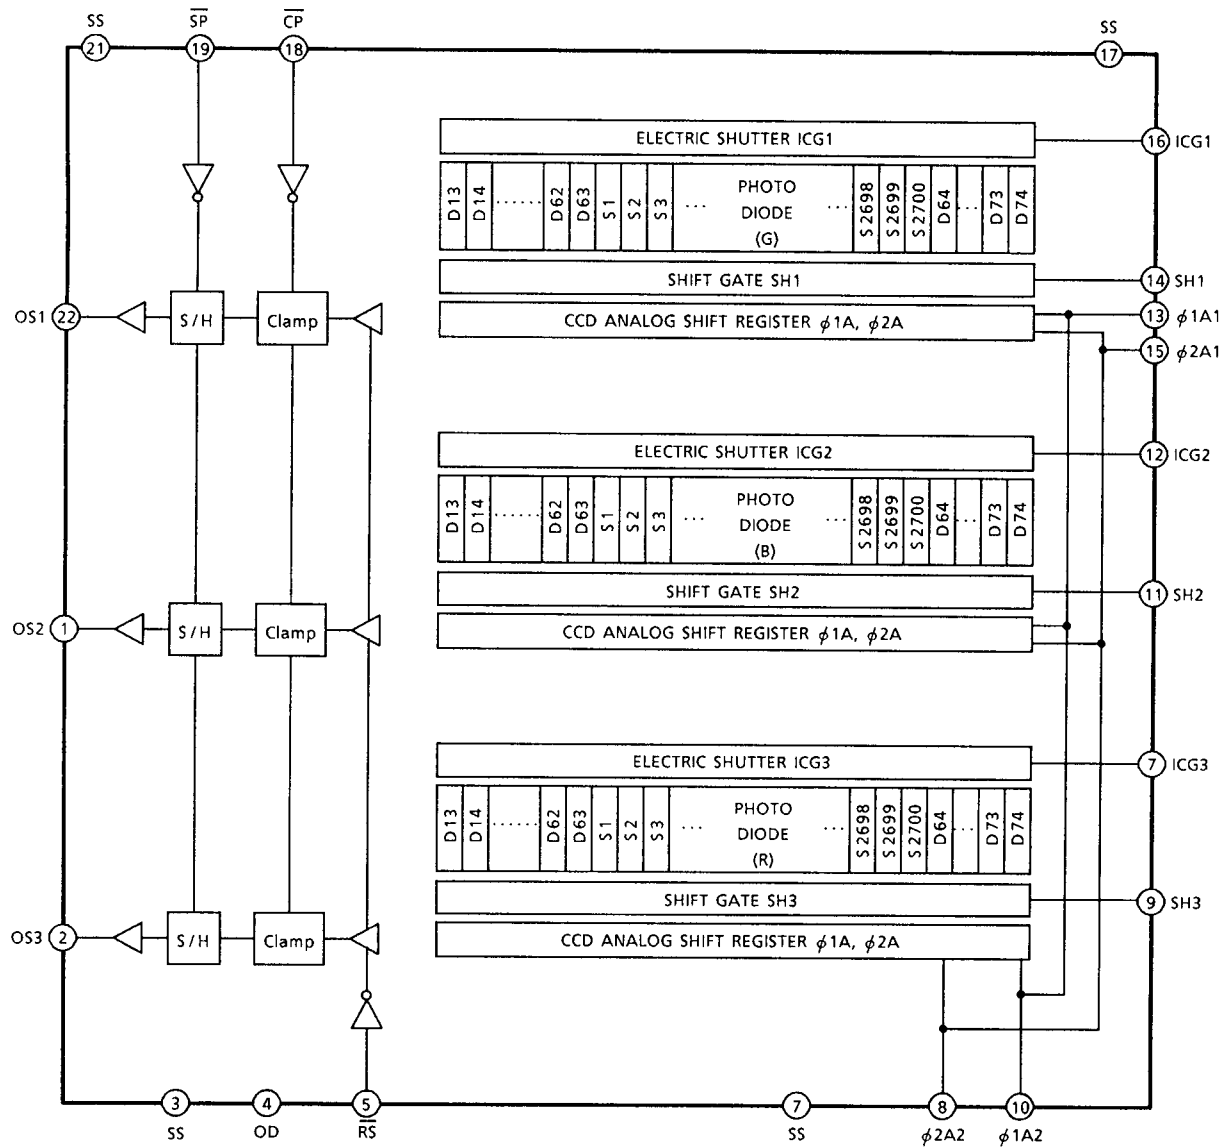 SS S̅P̅ C̅P̅ SS
21 19 18 17
ELECTRIC SHUTTER ICG1 16 ICG1
D13 D14 ....... D62 D63 S1 S2 S3 ... PHOTO DIODE (G) ... S2698 S2699 S2700 D64 .... D73 D74
SHIFT GATE SH1 14 SH1
OS1 22 S/H Clamp CCD ANALOG SHIFT REGISTER ϕ1A, ϕ2A 13 ϕ1A1
15 ϕ2A1
ELECTRIC SHUTTER ICG2 12 ICG2
D13 D14 ....... D62 D63 S1 S2 S3 ... PHOTO DIODE (B) ... S2698 S2699 S2700 D64 .... D73 D74
SHIFT GATE SH2 11 SH2
OS2 1 S/H Clamp CCD ANALOG SHIFT REGISTER ϕ1A, ϕ2A
ELECTRIC SHUTTER ICG3 7 ICG3
D13 D14 ....... D62 D63 S1 S2 S3 ... PHOTO DIODE (R) ... S2698 S2699 S2700 D64 .... D73 D74
SHIFT GATE SH3 9 SH3
OS3 2 S/H Clamp CCD ANALOG SHIFT REGISTER ϕ1A, ϕ2A
3 4 5 7 8 10
SS OD R̅S̅ SS ϕ2A2 ϕ1A2